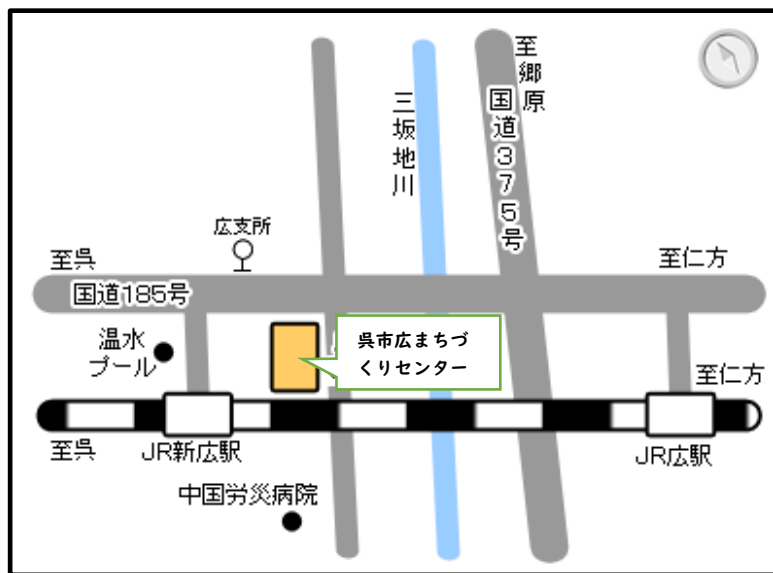 至郷原
国道375号
三坂地川
広支所
至呉
国道185号
至仁方
温水
プール
呉市広まちづ
くりセンター
至仁方
至呉
JR新広駅
JR広駅
中国労災病院